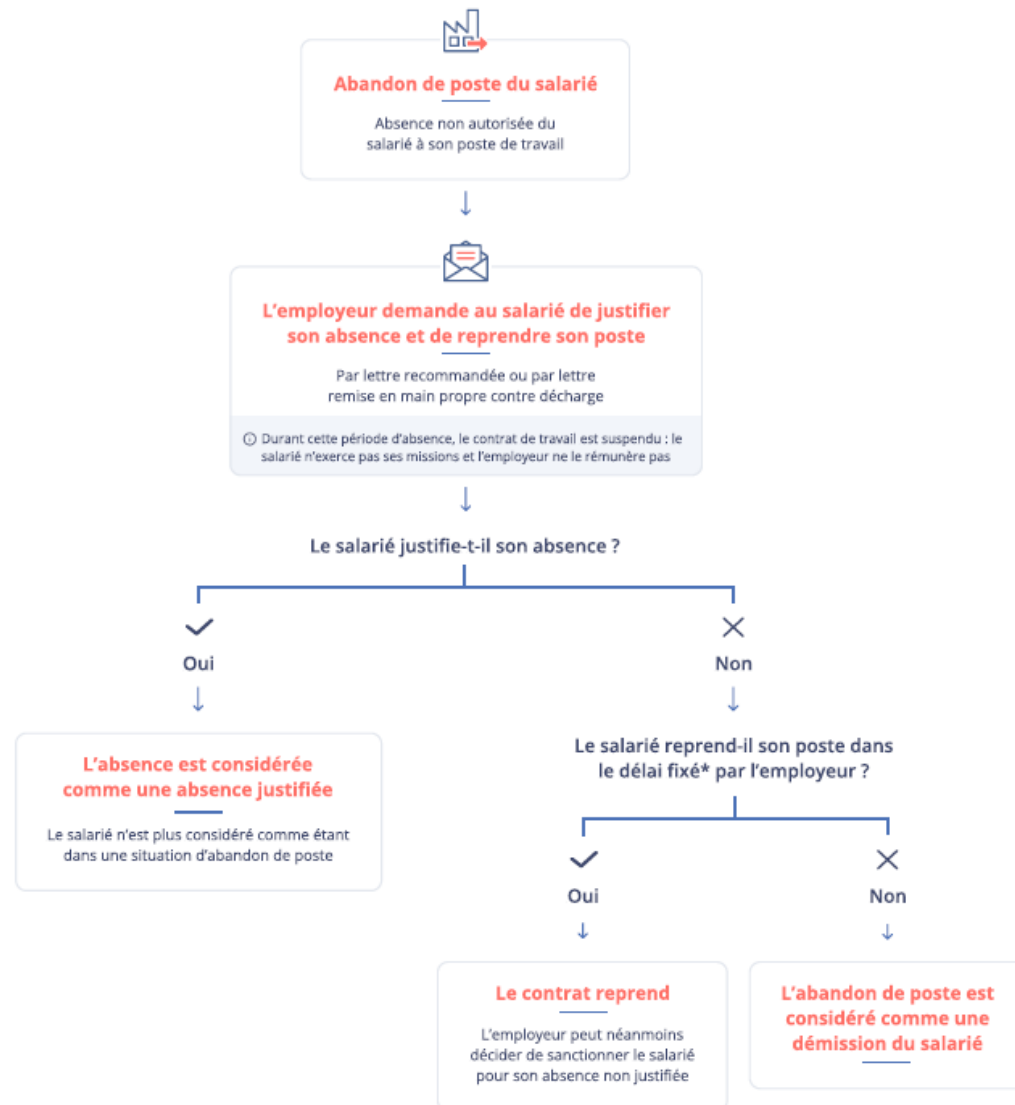 Abandon de poste du salarié
Absence non autorisée du
salarié à son poste de travail
L'employeur demande au salarié de justifier
son absence et de reprendre son poste
Par lettre recommandée ou par lettre
remise en main propre contre décharge
Durant cette période d'absence, le contrat de travail est suspendu : le
salarié n'exerce pas ses missions et l'employeur ne le rémunère pas
Le salarié justifie-t-il son absence ?
Oui
Non
L'absence est considérée
comme une absence justifiée
Le salarié n'est plus considéré comme étant
dans une situation d'abandon de poste
Le salarié reprend-il son poste dans
le délai fixé* par l'employeur ?
Oui
Non
Le contrat reprend
L'employeur peut néanmoins
décider de sanctionner le salarié
pour son absence non justifiée
L'abandon de poste est
considéré comme une
démission du salarié